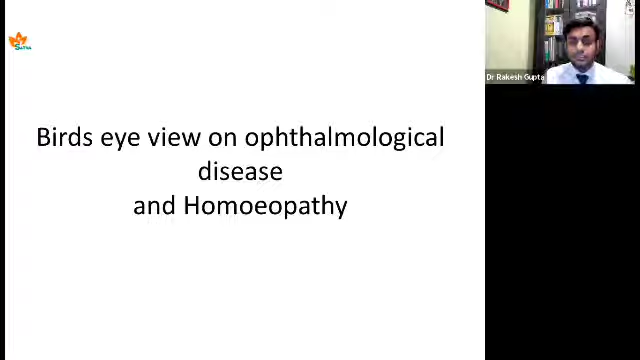 Birds eye view on ophthalmological
disease
and Homoeopathy
Dr Rakesh Gupta